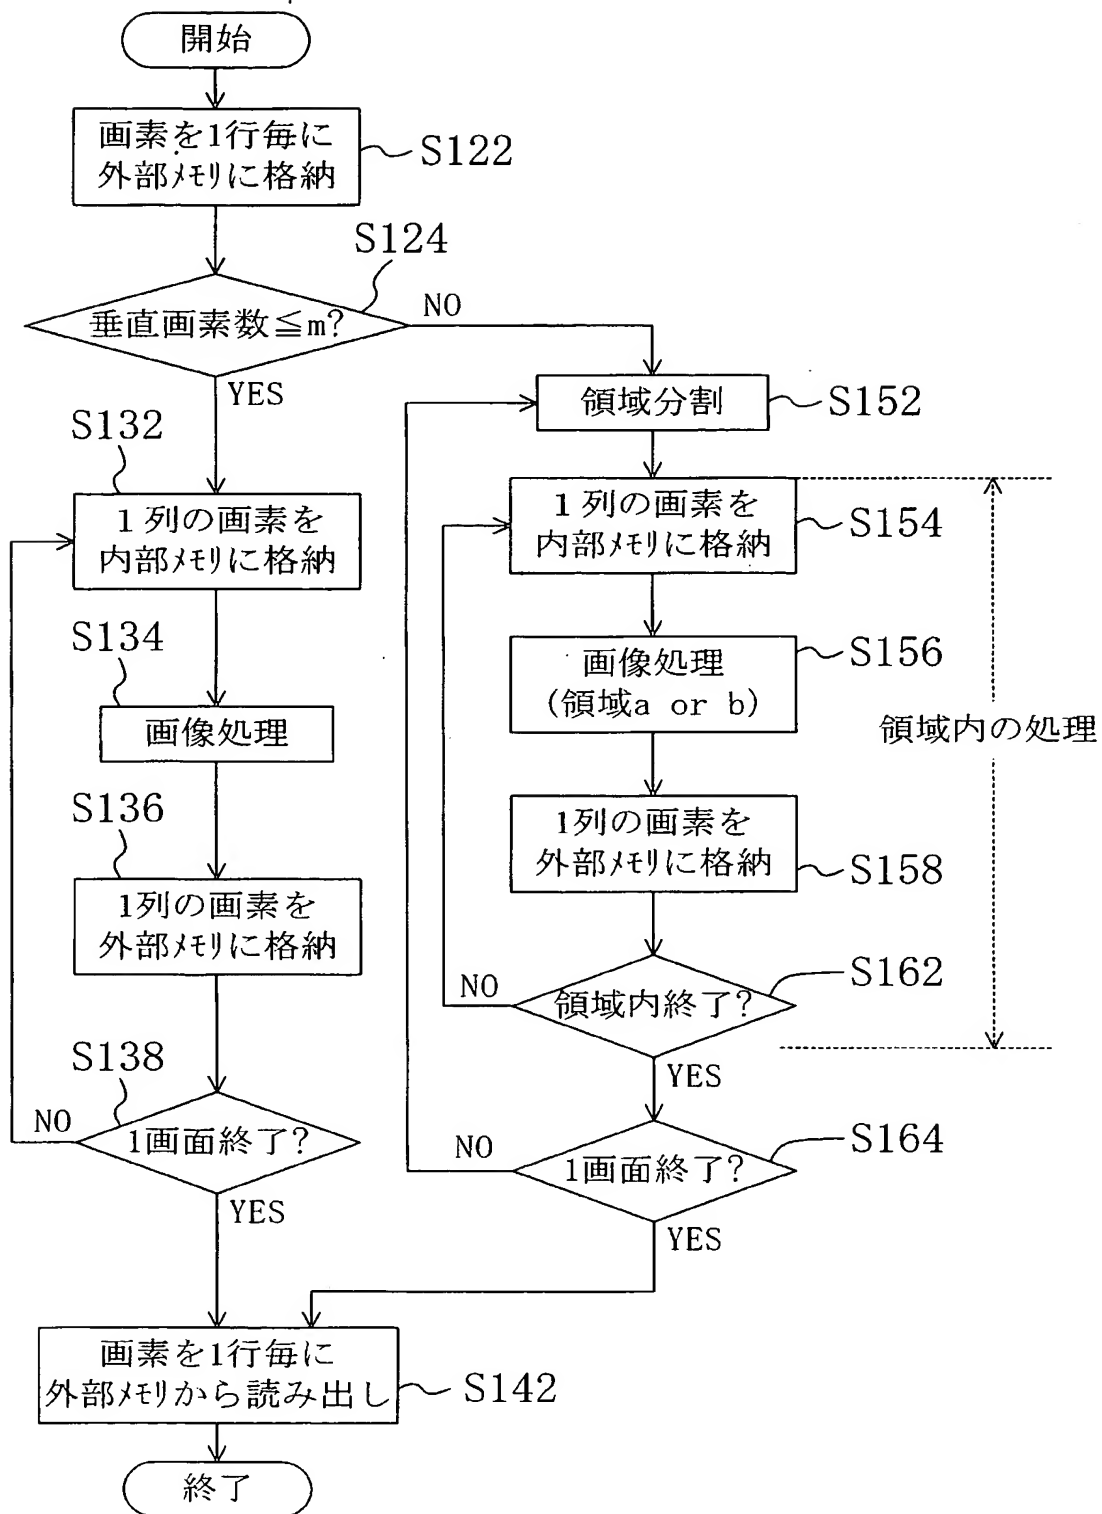 開始
画素を1行毎に
外部メモリに格納
S122
S124
垂直画素数≦m?
NO
YES
S132
1列の画素を
内部メモリに格納
S134
画像処理
S136
1列の画素を
外部メモリに格納
S138
NO
1画面終了?
YES
領域分割
S152
1列の画素を
内部メモリに格納
S154
画像処理
(領域a or b)
S156
領域内の処理
1列の画素を
外部メモリに格納
S158
NO
領域内終了?
S162
YES
NO
1画面終了?
S164
YES
画素を1行毎に
外部メモリから読み出し
S142
終了